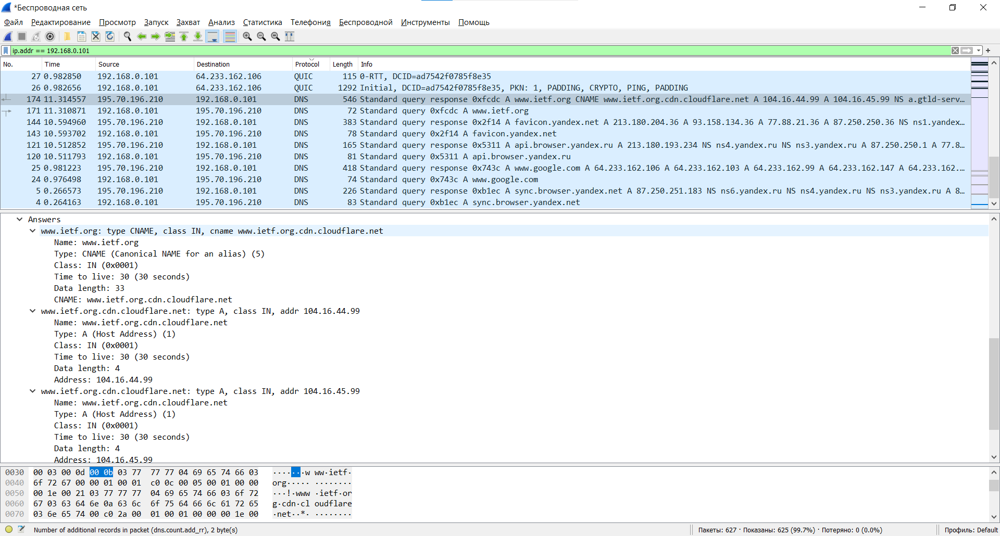 *Беспроводная сеть
Файл Редактирование Просмотр Запуск Захват Анализ Статистика Телефония Беспроводной Инструменты Помощь
ip.addr == 192.168.0.101
No. Time Source Destination Protocol Length Info
27 0.982850 192.168.0.101 64.233.162.106 QUIC 115 0-RTT, DCID=ad7542f0785f8e35
26 0.982656 192.168.0.101 64.233.162.106 QUIC 1292 Initial, DCID=ad7542f0785f8e35, PKN: 1, PADDING, CRYPTO, PING, PADDING
174 11.314557 195.70.196.210 192.168.0.101 DNS 546 Standard query response 0xfcdc A www.ietf.org CNAME www.ietf.org.cdn.cloudflare.net A 104.16.44.99 A 104.16.45.99 NS a.gtld-serv…
171 11.310871 192.168.0.101 195.70.196.210 DNS 72 Standard query 0xfcdc A www.ietf.org
144 10.594960 195.70.196.210 192.168.0.101 DNS 383 Standard query response 0x2f14 A favicon.yandex.net A 213.180.204.36 A 93.158.134.36 A 77.88.21.36 A 87.250.250.36 NS ns1.yandex…
143 10.593702 192.168.0.101 195.70.196.210 DNS 78 Standard query 0x2f14 A favicon.yandex.net
121 10.512852 195.70.196.210 192.168.0.101 DNS 165 Standard query response 0x5311 A api.browser.yandex.ru A 213.180.193.234 NS ns4.yandex.ru NS ns3.yandex.ru A 87.250.250.1 A 77.8…
120 10.511793 192.168.0.101 195.70.196.210 DNS 81 Standard query 0x5311 A api.browser.yandex.ru
25 0.981223 195.70.196.210 192.168.0.101 DNS 418 Standard query response 0x743c A www.google.com A 64.233.162.106 A 64.233.162.103 A 64.233.162.99 A 64.233.162.147 A 64.233.162.…
24 0.976498 192.168.0.101 195.70.196.210 DNS 74 Standard query 0x743c A www.google.com
5 0.266573 195.70.196.210 192.168.0.101 DNS 226 Standard query response 0xb1ec A sync.browser.yandex.net A 87.250.251.183 NS ns6.yandex.ru NS ns4.yandex.ru NS ns3.yandex.ru A 8…
4 0.264163 192.168.0.101 195.70.196.210 DNS 83 Standard query 0xb1ec A sync.browser.yandex.net
Answers
www.ietf.org: type CNAME, class IN, cname www.ietf.org.cdn.cloudflare.net
Name: www.ietf.org
Type: CNAME (Canonical NAME for an alias) (5)
Class: IN (0x0001)
Time to live: 30 (30 seconds)
Data length: 33
CNAME: www.ietf.org.cdn.cloudflare.net
www.ietf.org.cdn.cloudflare.net: type A, class IN, addr 104.16.44.99
Name: www.ietf.org.cdn.cloudflare.net
Type: A (Host Address) (1)
Class: IN (0x0001)
Time to live: 30 (30 seconds)
Data length: 4
Address: 104.16.44.99
www.ietf.org.cdn.cloudflare.net: type A, class IN, addr 104.16.45.99
Name: www.ietf.org.cdn.cloudflare.net
Type: A (Host Address) (1)
Class: IN (0x0001)
Time to live: 30 (30 seconds)
Data length: 4
Address: 104.16.45.99
0030 00 03 00 0d 00 0b 03 77 77 77 04 69 65 74 66 03 ·······w ww·ietf·
0040 6f 72 67 00 00 01 00 01 c0 0c 00 05 00 01 00 00 org····· ········
0050 00 1e 00 21 03 77 77 77 04 69 65 74 66 03 6f 72 ···!·www ·ietf·or
0060 67 03 63 64 6e 0a 63 6c 6f 75 64 66 6c 61 72 65 g·cdn·cl oudflare
0070 03 6e 65 74 00 c0 2a 00 01 00 01 00 00 00 1e 00 ·net··*· ········
Number of additional records in packet (dns.count.add_rr), 2 byte(s)
Пакеты: 627 · Показаны: 625 (99.7%) · Потеряно: 0 (0.0%)
Профиль: Default